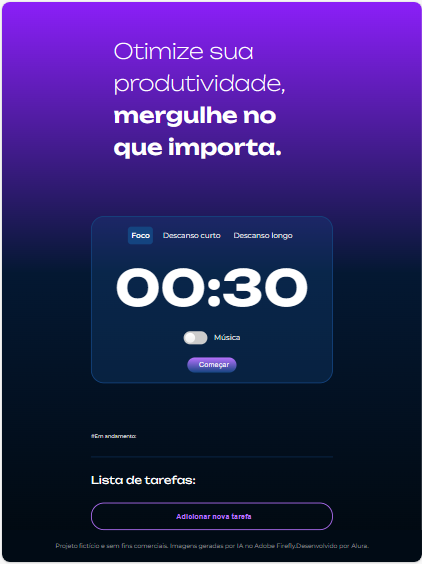 Otimize sua
produtividade,
mergulhe no
que importa.
Foco Descanso curto Descanso longo
00:30
Música
Começar
#Em andamento:
Lista de tarefas:
Adicionar nova tarefa
Projeto fictício e sem fins comerciais. Imagens geradas por IA no Adobe Firefly.Desenvolvido por Alura.